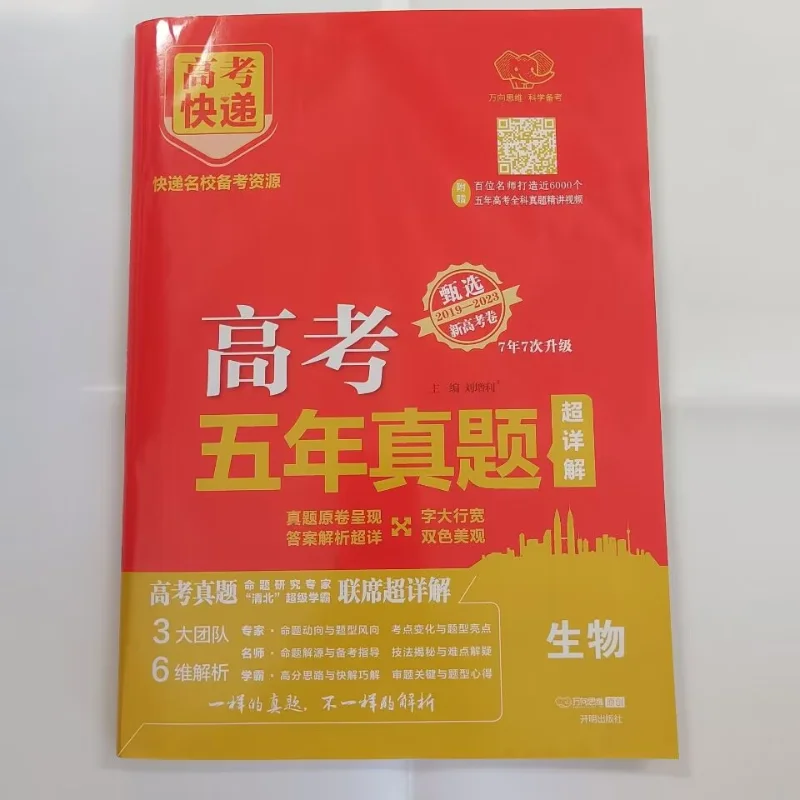 高考
快递
快递名校备考资源
万向思维 科学备考
附赠
百位名师打造近6000个
五年高考全科真题精讲视频
甄选
2019—2023
新高考卷
7年7次升级
高考
主 编 刘增利
五年真题
超详解
真题原卷呈现
答案解析超详
字大行宽
双色美观
高考真题 命题研究专家 "清北"超级学霸 联席超详解
3大团队
6维解析
专家·命题动向与题型风向 考点变化与题型亮点
名师·命题解源与备考指导 技法揭秘与难点解疑
学霸·高分思路与快解巧解 审题关键与题型心得
一样的真题,不一样的解析
生物
万向思维
开明出版社